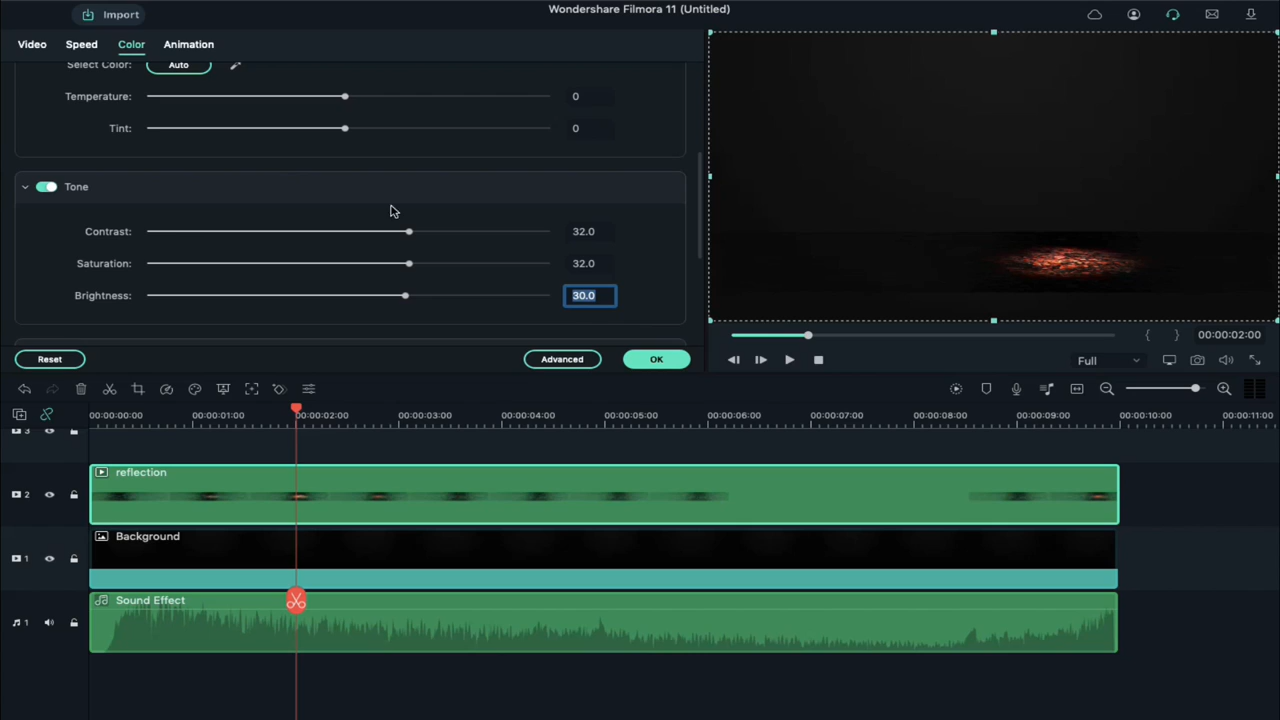 Import
Wondershare Filmora 11 (Untitled)
Video Speed Color Animation
Select Color: Auto
Temperature: 0
Tint: 0
Tone
Contrast: 32.0
Saturation: 32.0
Brightness: 30.0
Reset Advanced OK
00:00:02:00
Full
00:00:00:00 00:00:01:00 00:00:02:00 00:00:03:00 00:00:04:00 00:00:05:00 00:00:06:00 00:00:07:00 00:00:08:00 00:00:09:00 00:00:10:00 00:00:11:00
3
reflection
2
Background
1
Sound Effect
1